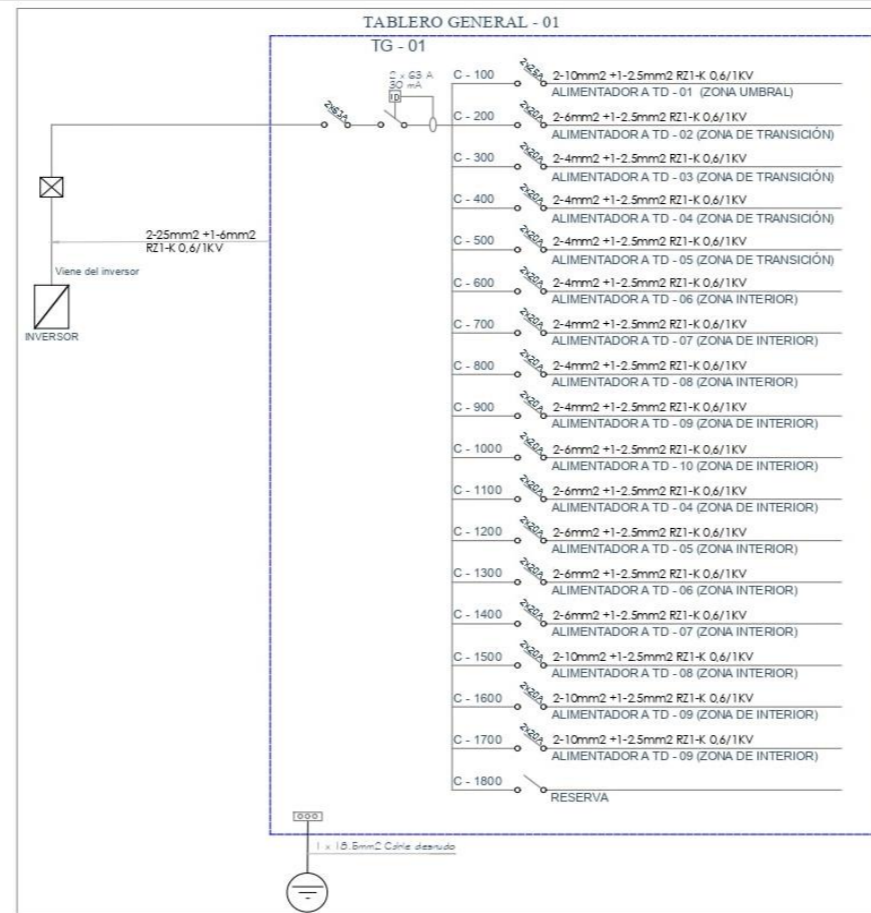 TABLERO GENERAL - 01
TG - 01
2 x 63 A
30 mA
ID
2x63A
2-25mm2 +1-6mm2
RZ1-K 0,6/1KV
Viene del inversor
INVERSOR
C - 100 2x25A 2-10mm2 +1-2.5mm2 RZ1-K 0,6/1KV
ALIMENTADOR A TD - 01 (ZONA UMBRAL)
C - 200 2x20A 2-6mm2 +1-2.5mm2 RZ1-K 0,6/1KV
ALIMENTADOR A TD - 02 (ZONA DE TRANSICIÓN)
C - 300 2x20A 2-4mm2 +1-2.5mm2 RZ1-K 0,6/1KV
ALIMENTADOR A TD - 03 (ZONA DE TRANSICIÓN)
C - 400 2x20A 2-4mm2 +1-2.5mm2 RZ1-K 0,6/1KV
ALIMENTADOR A TD - 04 (ZONA DE TRANSICIÓN)
C - 500 2x20A 2-4mm2 +1-2.5mm2 RZ1-K 0,6/1KV
ALIMENTADOR A TD - 05 (ZONA DE TRANSICIÓN)
C - 600 2x20A 2-4mm2 +1-2.5mm2 RZ1-K 0,6/1KV
ALIMENTADOR A TD - 06 (ZONA INTERIOR)
C - 700 2x20A 2-4mm2 +1-2.5mm2 RZ1-K 0,6/1KV
ALIMENTADOR A TD - 07 (ZONA DE INTERIOR)
C - 800 2x20A 2-4mm2 +1-2.5mm2 RZ1-K 0,6/1KV
ALIMENTADOR A TD - 08 (ZONA INTERIOR)
C - 900 2x20A 2-4mm2 +1-2.5mm2 RZ1-K 0,6/1KV
ALIMENTADOR A TD - 09 (ZONA DE INTERIOR)
C - 1000 2x20A 2-6mm2 +1-2.5mm2 RZ1-K 0,6/1KV
ALIMENTADOR A TD - 10 (ZONA DE INTERIOR)
C - 1100 2x20A 2-6mm2 +1-2.5mm2 RZ1-K 0,6/1KV
ALIMENTADOR A TD - 04 (ZONA DE INTERIOR)
C - 1200 2x20A 2-6mm2 +1-2.5mm2 RZ1-K 0,6/1KV
ALIMENTADOR A TD - 05 (ZONA INTERIOR)
C - 1300 2x20A 2-6mm2 +1-2.5mm2 RZ1-K 0,6/1KV
ALIMENTADOR A TD - 06 (ZONA INTERIOR)
C - 1400 2x20A 2-6mm2 +1-2.5mm2 RZ1-K 0,6/1KV
ALIMENTADOR A TD - 07 (ZONA INTERIOR)
C - 1500 2x20A 2-10mm2 +1-2.5mm2 RZ1-K 0,6/1KV
ALIMENTADOR A TD - 08 (ZONA INTERIOR)
C - 1600 2x20A 2-10mm2 +1-2.5mm2 RZ1-K 0,6/1KV
ALIMENTADOR A TD - 09 (ZONA DE INTERIOR)
C - 1700 2x20A 2-10mm2 +1-2.5mm2 RZ1-K 0,6/1KV
ALIMENTADOR A TD - 09 (ZONA DE INTERIOR)
C - 1800
RESERVA
1 x 18.5mm2 Cable desnudo